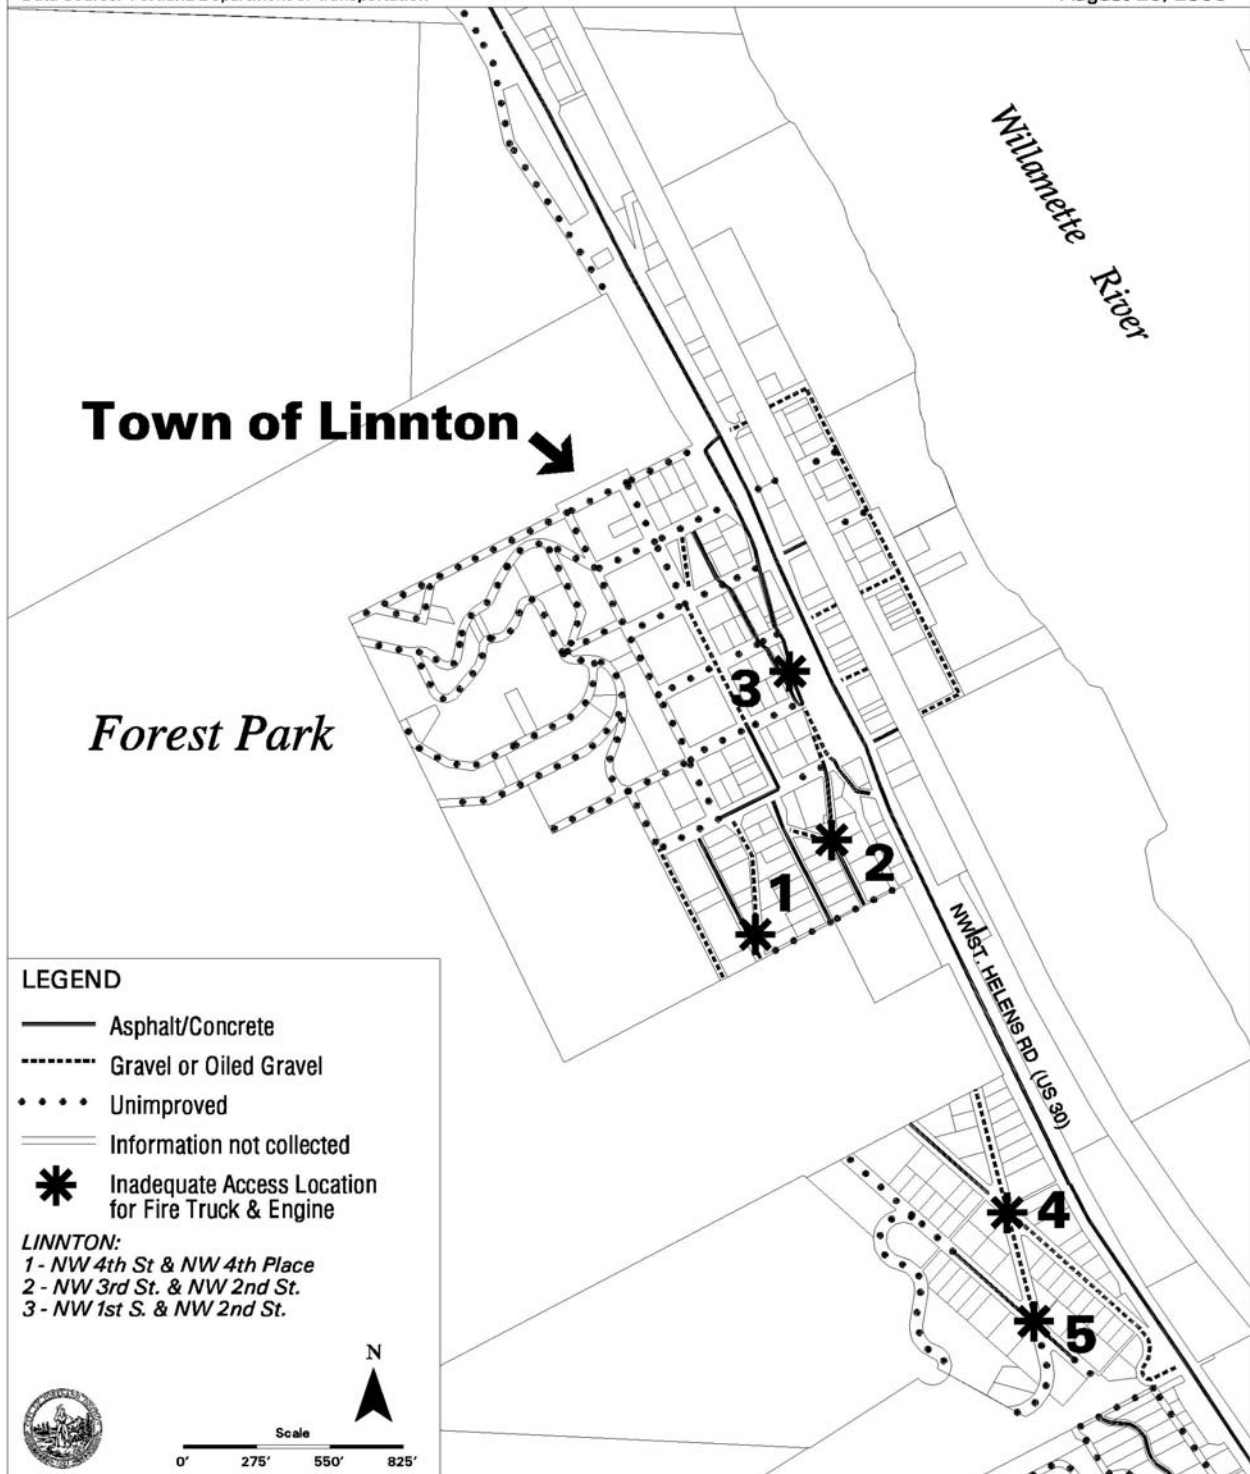 Willamette River
Town of Linnton
Forest Park
3
2
1
NW ST. HELENS RD (US 30)
4
5
LEGEND
Asphalt/Concrete
Gravel or Oiled Gravel
Unimproved
Information not collected
Inadequate Access Location
for Fire Truck & Engine
LINNTON:
1 - NW 4th St & NW 4th Place
2 - NW 3rd St. & NW 2nd St.
3 - NW 1st S. & NW 2nd St.
N
Scale
0' 275' 550' 825'